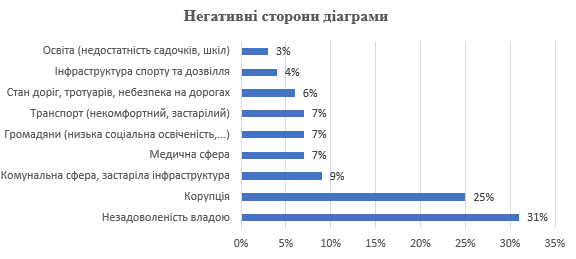 Негативні сторони діаграми
Освіта (недостатність садочків, шкіл) 3%
Інфраструктура спорту та дозвілля 4%
Стан доріг, тротуарів, небезпека на дорогах 6%
Транспорт (некомфортний, застарілий) 7%
Громадяни (низька соціальна освіченість,...) 7%
Медична сфера 7%
Комунальна сфера, застаріла інфраструктура 9%
Корупція 25%
Незадоволеність владою 31%
0% 5% 10% 15% 20% 25% 30% 35%